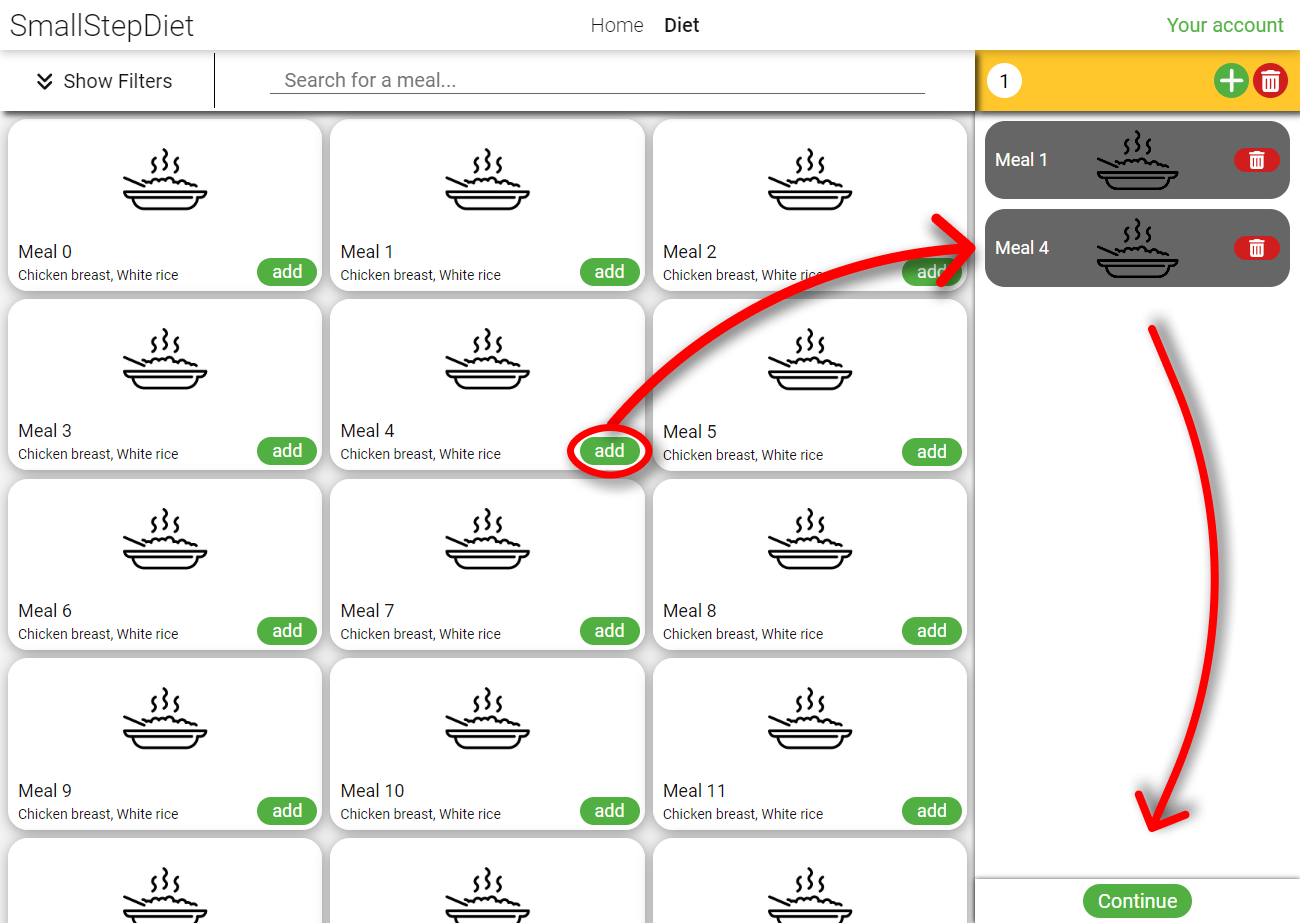 SmallStepDiet
Home Diet
Your account
Show Filters
Search for a meal...
1
Meal 0
Chicken breast, White rice
add
Meal 1
Chicken breast, White rice
add
Meal 2
Chicken breast, White rice
add
Meal 3
Chicken breast, White rice
add
Meal 4
Chicken breast, White rice
add
Meal 5
Chicken breast, White rice
add
Meal 6
Chicken breast, White rice
add
Meal 7
Chicken breast, White rice
add
Meal 8
Chicken breast, White rice
add
Meal 9
Chicken breast, White rice
add
Meal 10
Chicken breast, White rice
add
Meal 11
Chicken breast, White rice
add
Meal 1
Meal 4
Continue